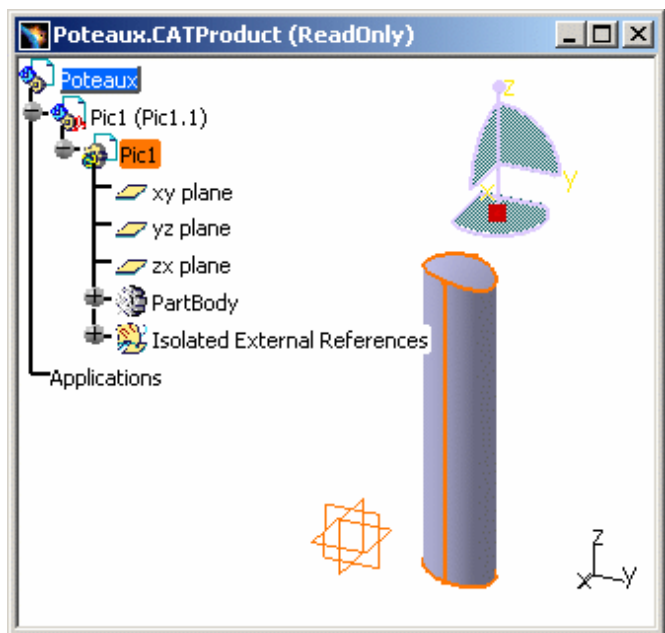 Poteaux.CATProduct (ReadOnly)
Poteaux
Pic1 (Pic1.1)
Pic1
xy plane
yz plane
zx plane
PartBody
Isolated External References
Applications
z
x
y
z
x
y